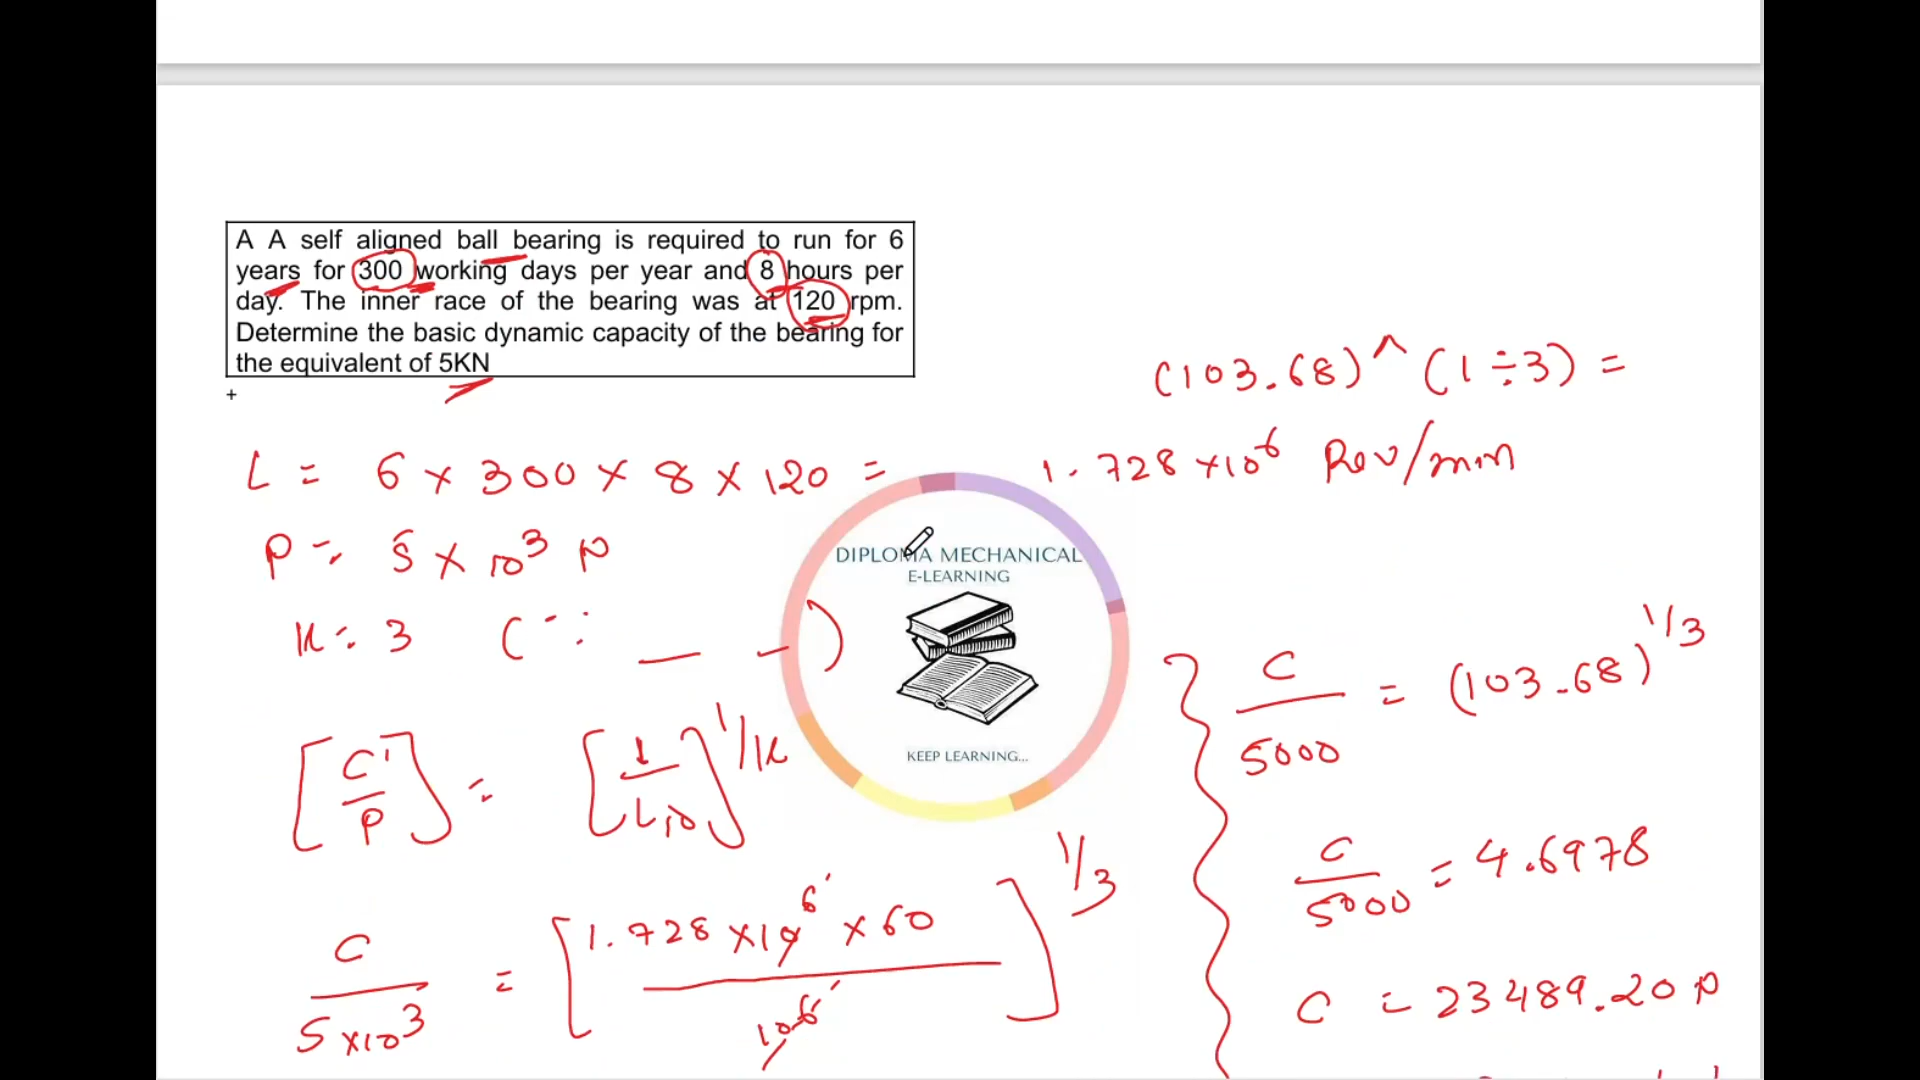 A A self aligned ball bearing is required to run for 6
years for 300 working days per year and 8 hours per
day. The inner race of the bearing was at 120 rpm.
Determine the basic dynamic capacity of the bearing for
the equivalent of 5KN
(103.68)^(1÷3) =
L = 6 × 300 × 8 × 120 = 1.728 ×10^6 Rev/min
P = 5 × 10^3 N
K = 3 C = _ _ )
[C/P] = [L/L10]^1/K
C/5×10^3 = [1.728 ×10^6 × 60/10^6]^1/3
DIPLOMA MECHANICAL
E-LEARNING
KEEP LEARNING...
C/5000 = (103.68)^1/3
C/5000 = 4.6978
C = 23489.20 N